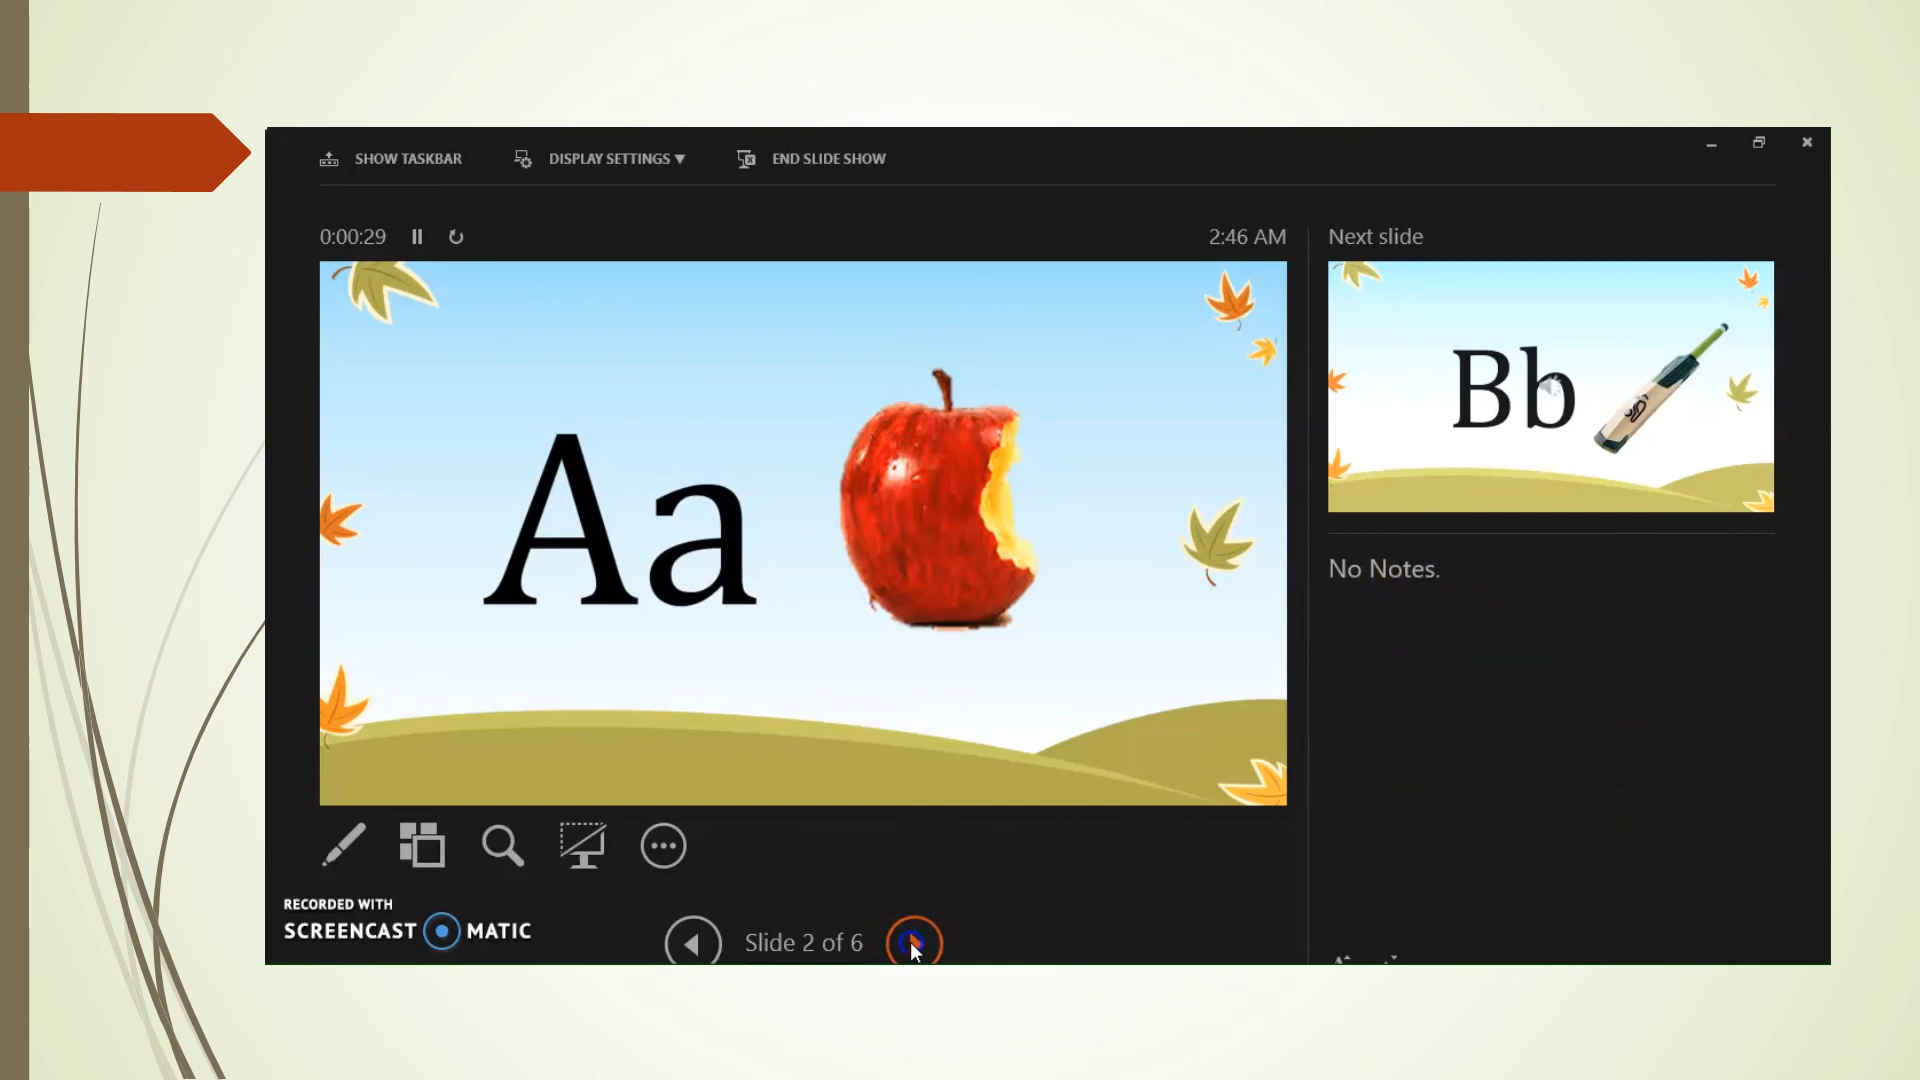 SHOW TASKBAR DISPLAY SETTINGS ▼ END SLIDE SHOW
0:00:29 2:46 AM
Next slide
Aa
Bb
No Notes.
RECORDED WITH
SCREENCAST MATIC
Slide 2 of 6